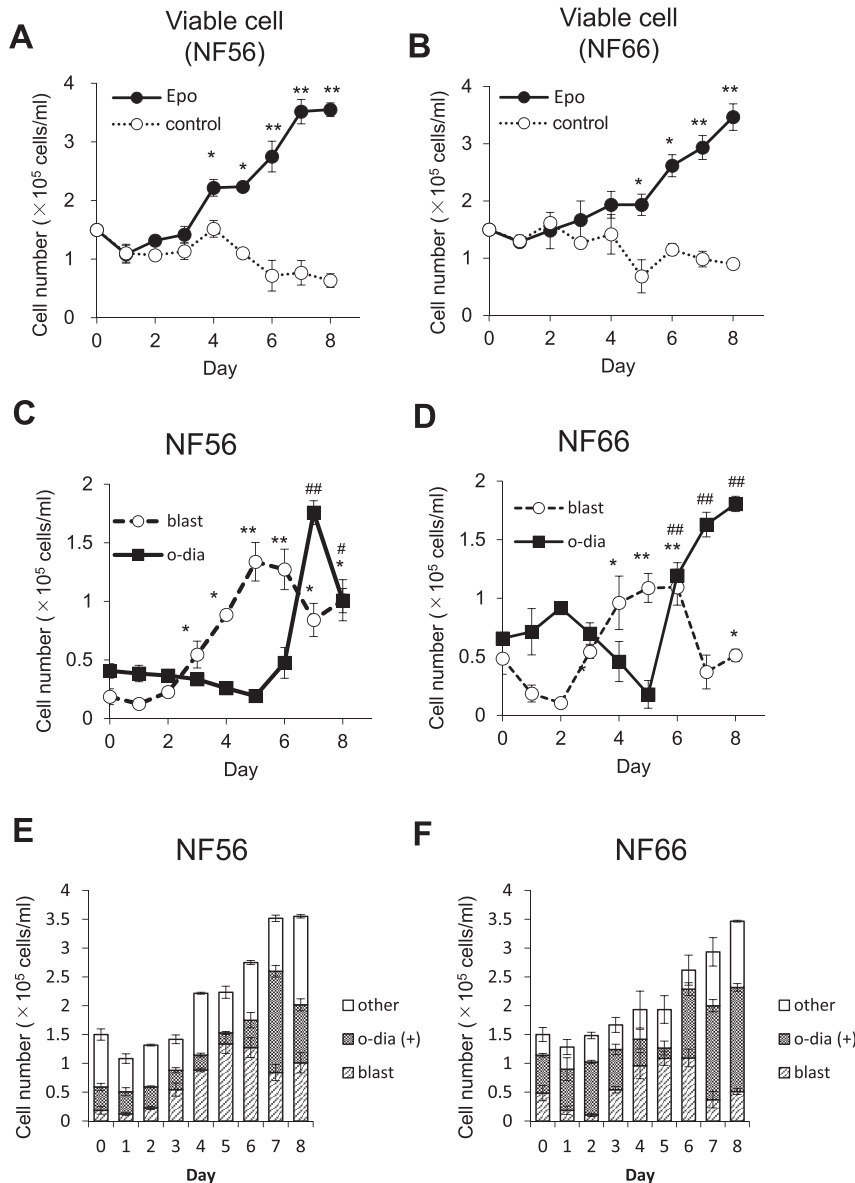 A
Viable cell
(NF56)
Cell number (×10⁵ cells/ml)
4
3
2
1
0
Epo
control
*
*
**
**
**
0 2 4 6 8
Day
B
Viable cell
(NF66)
Cell number (×10⁵ cells/ml)
4
3
2
1
0
Epo
control
*
*
**
**
0 2 4 6 8
Day
C
NF56
Cell number (×10⁵ cells/ml)
2
1.5
1
0.5
0
blast
o-dia
*
*
**
**
##
*
#
*
0 2 4 6 8
Day
D
NF66
Cell number (×10⁵ cells/ml)
2
1.5
1
0.5
0
blast
o-dia
*
*
**
##
**
##
##
*
0 2 4 6 8
Day
E
NF56
Cell number (×10⁵ cells/ml)
4
3.5
3
2.5
2
1.5
1
0.5
0
other
o-dia (+)
blast
0 1 2 3 4 5 6 7 8
Day
F
NF66
Cell number (×10⁵ cells/ml)
4
3.5
3
2.5
2
1.5
1
0.5
0
other
o-dia (+)
blast
0 1 2 3 4 5 6 7 8
Day